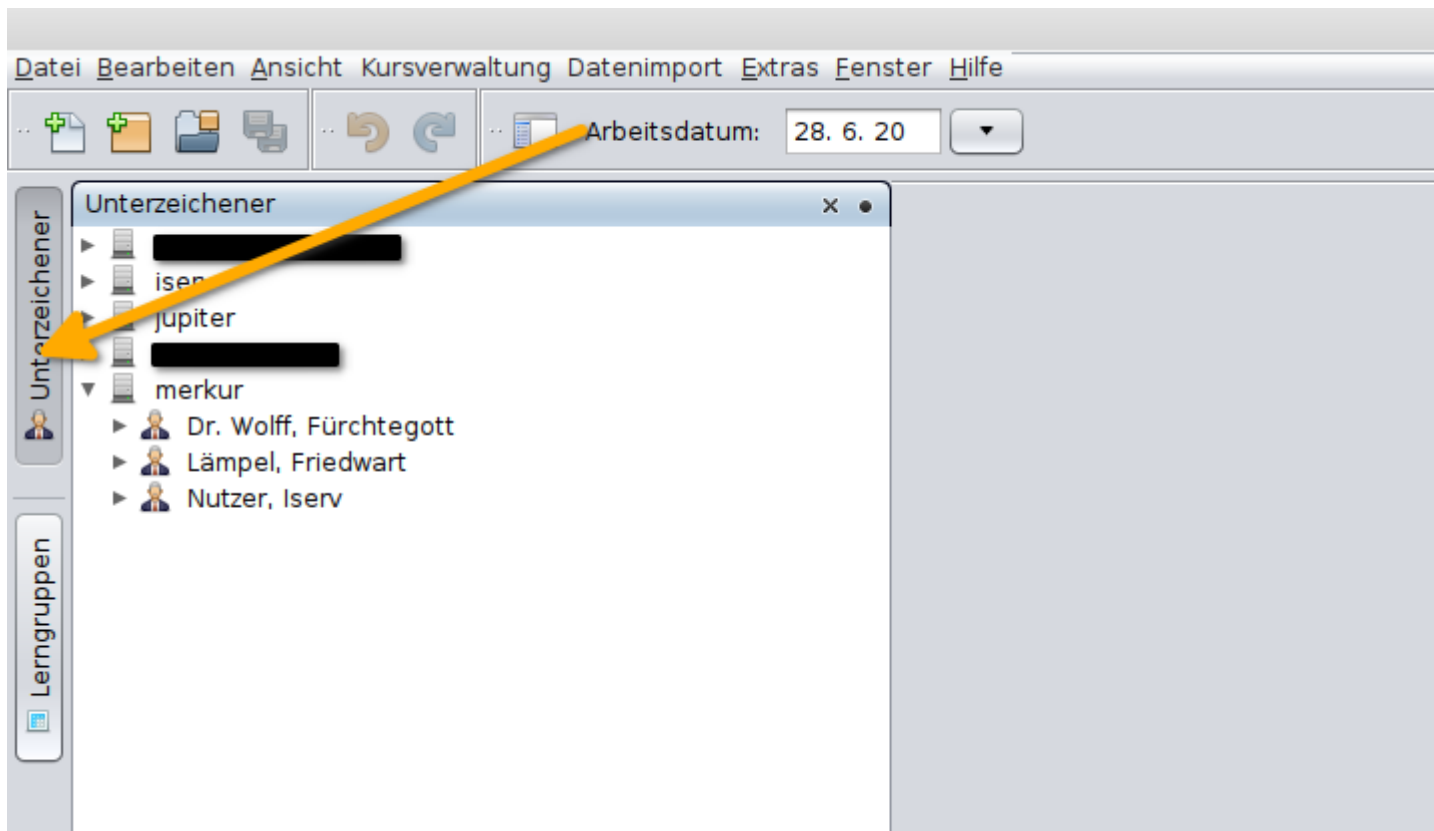 Datei Bearbeiten Ansicht Kursverwaltung Datenimport Extras Fenster Hilfe
Arbeitsdatum: 28. 6. 20
Unterzeichener
Unterzeichener
jupiter
merkur
Dr. Wolff, Fürchtegott
Lämpel, Friedwart
Nutzer, Iserv
Lerngruppen